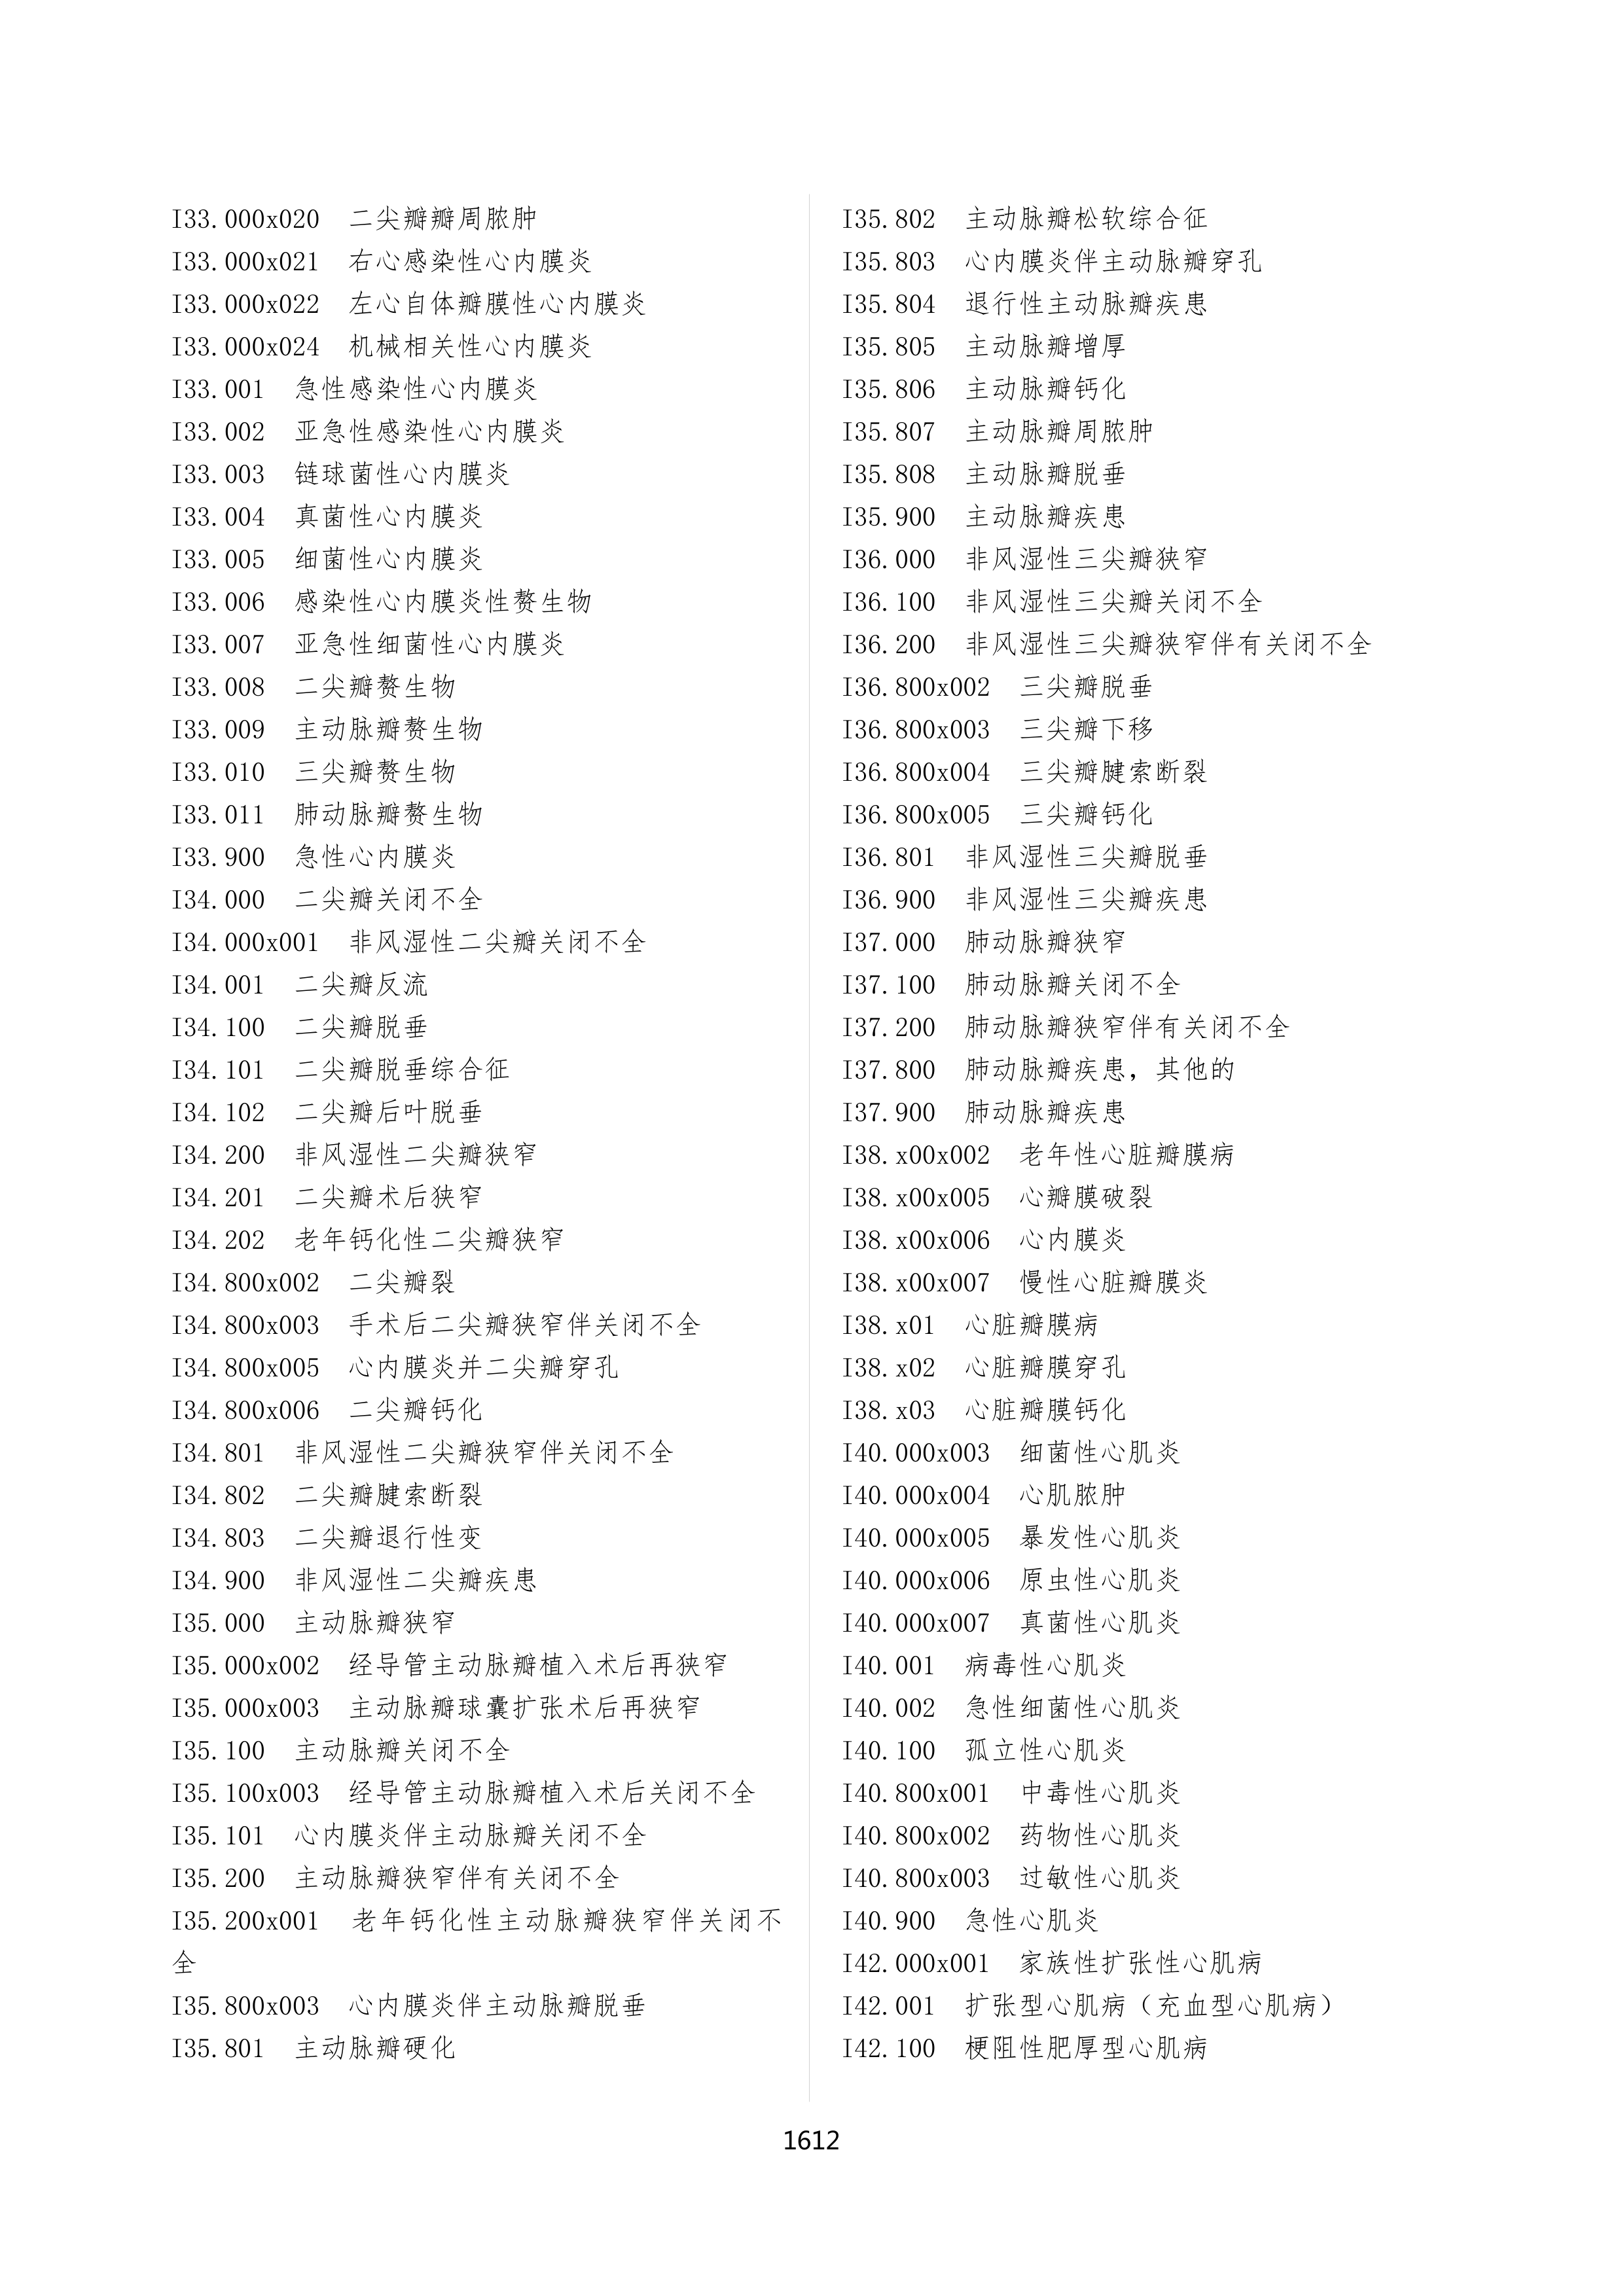 I33.000x020 二尖瓣瓣周脓肿
I33.000x021 右心感染性心内膜炎
I33.000x022 左心自体瓣膜性心内膜炎
I33.000x024 机械相关性心内膜炎
I33.001 急性感染性心内膜炎
I33.002 亚急性感染性心内膜炎
I33.003 链球菌性心内膜炎
I33.004 真菌性心内膜炎
I33.005 细菌性心内膜炎
I33.006 感染性心内膜炎性赘生物
I33.007 亚急性细菌性心内膜炎
I33.008 二尖瓣赘生物
I33.009 主动脉瓣赘生物
I33.010 三尖瓣赘生物
I33.011 肺动脉瓣赘生物
I33.900 急性心内膜炎
I34.000 二尖瓣关闭不全
I34.000x001 非风湿性二尖瓣关闭不全
I34.001 二尖瓣反流
I34.100 二尖瓣脱垂
I34.101 二尖瓣脱垂综合征
I34.102 二尖瓣后叶脱垂
I34.200 非风湿性二尖瓣狭窄
I34.201 二尖瓣术后狭窄
I34.202 老年钙化性二尖瓣狭窄
I34.800x002 二尖瓣裂
I34.800x003 手术后二尖瓣狭窄伴关闭不全
I34.800x005 心内膜炎并二尖瓣穿孔
I34.800x006 二尖瓣钙化
I34.801 非风湿性二尖瓣狭窄伴关闭不全
I34.802 二尖瓣腱索断裂
I34.803 二尖瓣退行性变
I34.900 非风湿性二尖瓣疾患
I35.000 主动脉瓣狭窄
I35.000x002 经导管主动脉瓣植入术后再狭窄
I35.000x003 主动脉瓣球囊扩张术后再狭窄
I35.100 主动脉瓣关闭不全
I35.100x003 经导管主动脉瓣植入术后关闭不全
I35.101 心内膜炎伴主动脉瓣关闭不全
I35.200 主动脉瓣狭窄伴有关闭不全
I35.200x001 老年钙化性主动脉瓣狭窄伴关闭不
全
I35.800x003 心内膜炎伴主动脉瓣脱垂
I35.801 主动脉瓣硬化
I35.802 主动脉瓣松软综合征
I35.803 心内膜炎伴主动脉瓣穿孔
I35.804 退行性主动脉瓣疾患
I35.805 主动脉瓣增厚
I35.806 主动脉瓣钙化
I35.807 主动脉瓣周脓肿
I35.808 主动脉瓣脱垂
I35.900 主动脉瓣疾患
I36.000 非风湿性三尖瓣狭窄
I36.100 非风湿性三尖瓣关闭不全
I36.200 非风湿性三尖瓣狭窄伴有关闭不全
I36.800x002 三尖瓣脱垂
I36.800x003 三尖瓣下移
I36.800x004 三尖瓣腱索断裂
I36.800x005 三尖瓣钙化
I36.801 非风湿性三尖瓣脱垂
I36.900 非风湿性三尖瓣疾患
I37.000 肺动脉瓣狭窄
I37.100 肺动脉瓣关闭不全
I37.200 肺动脉瓣狭窄伴有关闭不全
I37.800 肺动脉瓣疾患，其他的
I37.900 肺动脉瓣疾患
I38.x00x002 老年性心脏瓣膜病
I38.x00x005 心瓣膜破裂
I38.x00x006 心内膜炎
I38.x00x007 慢性心脏瓣膜炎
I38.x01 心脏瓣膜病
I38.x02 心脏瓣膜穿孔
I38.x03 心脏瓣膜钙化
I40.000x003 细菌性心肌炎
I40.000x004 心肌脓肿
I40.000x005 暴发性心肌炎
I40.000x006 原虫性心肌炎
I40.000x007 真菌性心肌炎
I40.001 病毒性心肌炎
I40.002 急性细菌性心肌炎
I40.100 孤立性心肌炎
I40.800x001 中毒性心肌炎
I40.800x002 药物性心肌炎
I40.800x003 过敏性心肌炎
I40.900 急性心肌炎
I42.000x001 家族性扩张性心肌病
I42.001 扩张型心肌病（充血型心肌病）
I42.100 梗阻性肥厚型心肌病
1612